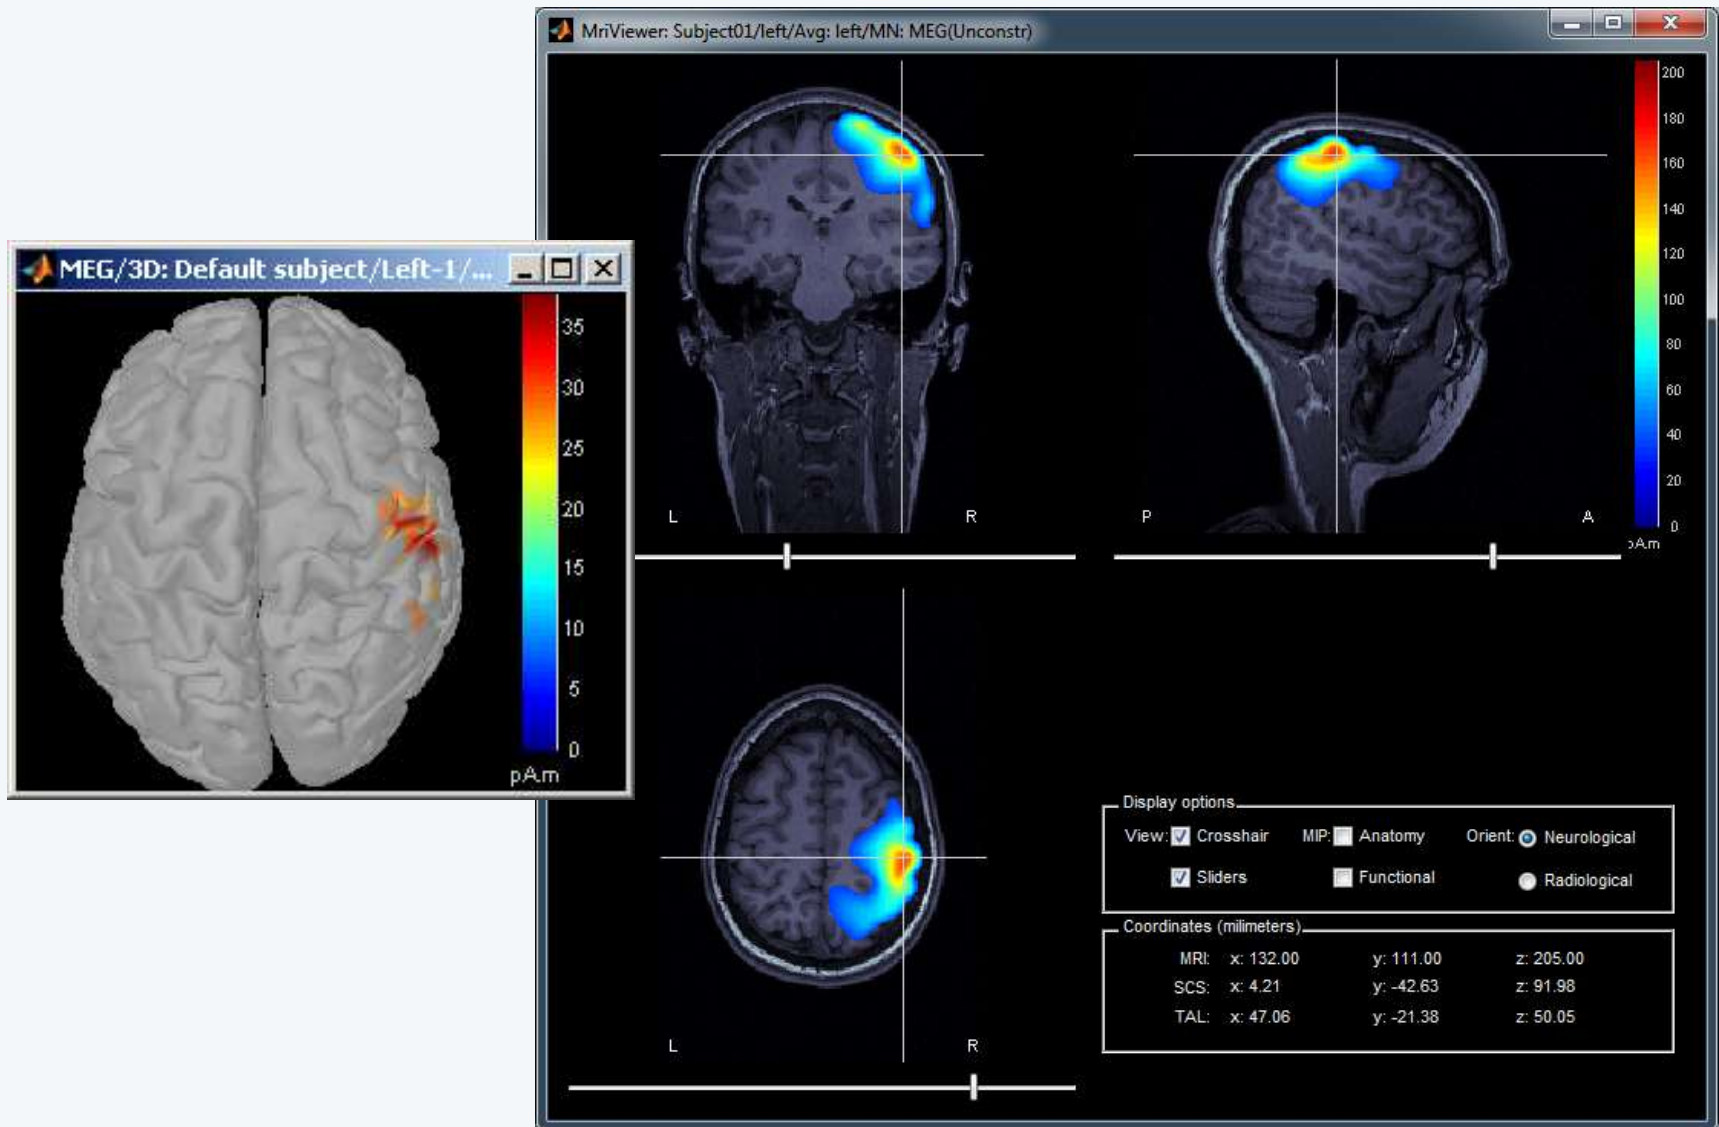 MriViewer: Subject01/left/Avg: left/MN: MEG(Unconstr)
200
180
160
140
120
100
80
60
40
20
0
pAm
L R
P A
MEG/3D: Default subject/Left-1/...
35
30
25
20
15
10
5
0
pA.m
L R
Display options
View: Crosshair MIP: Anatomy Orient: Neurological
Sliders Functional Radiological
Coordinates (milimeters)
MRI: x: 132.00 y: 111.00 z: 205.00
SCS: x: 4.21 y: -42.63 z: 91.98
TAL: x: 47.06 y: -21.38 z: 50.05